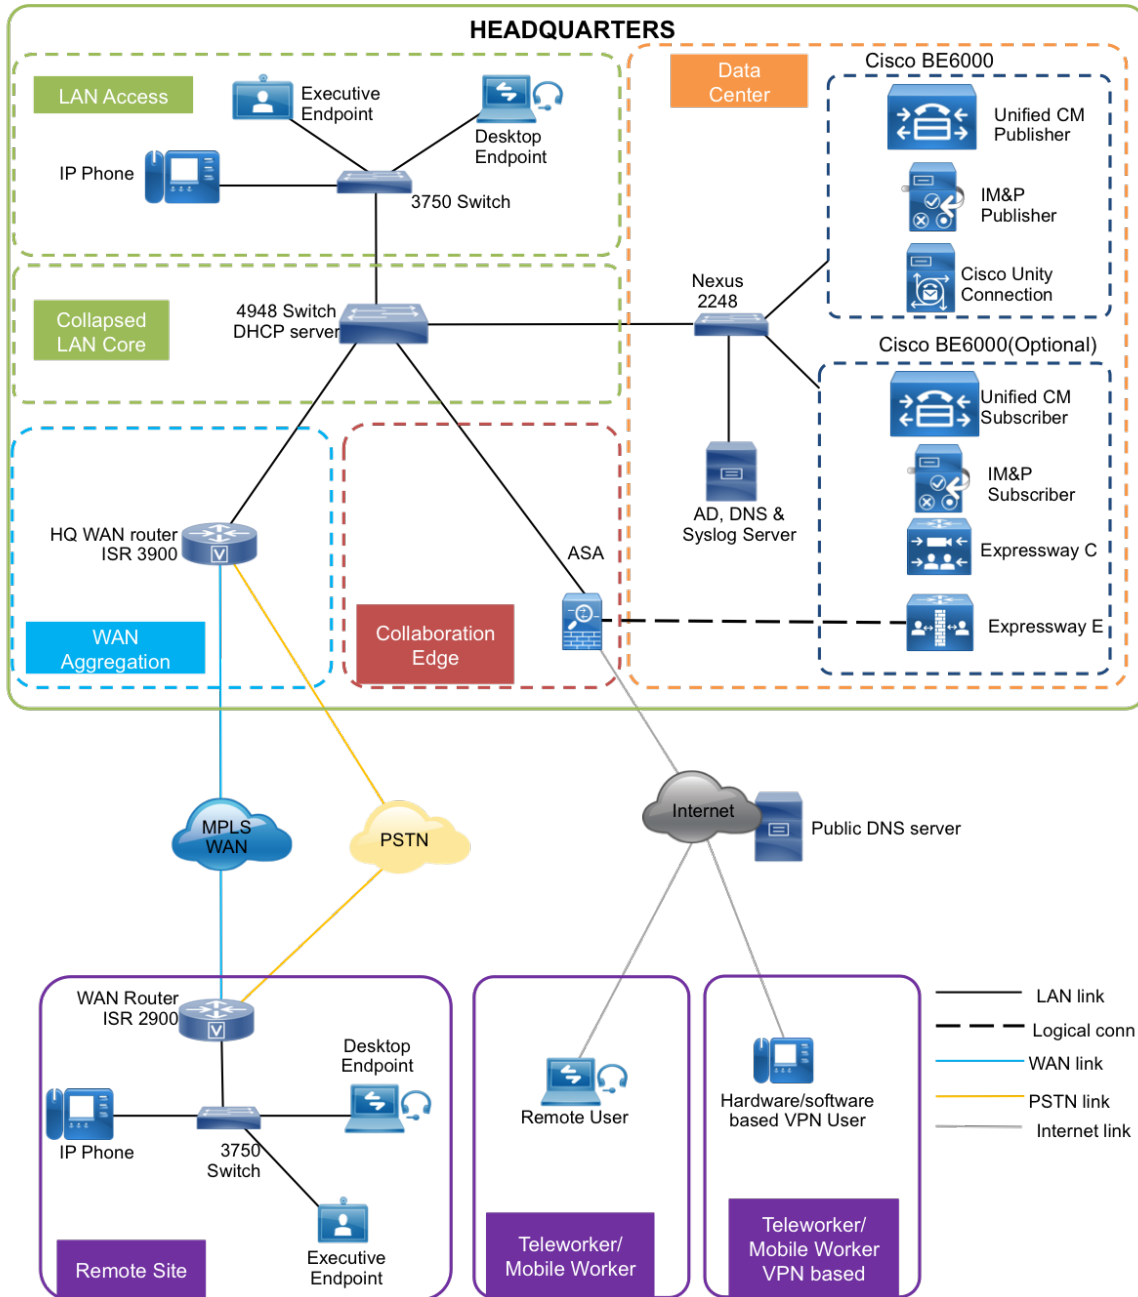 HEADQUARTERS
LAN Access
Executive
Endpoint
Desktop
Endpoint
IP Phone
3750 Switch
Data
Center
Cisco BE6000
Unified CM
Publisher
IM&P
Publisher
Cisco Unity
Connection
Collapsed
LAN Core
4948 Switch
DHCP server
Nexus
2248
Cisco BE6000(Optional)
Unified CM
Subscriber
IM&P
Subscriber
Expressway C
Expressway E
AD, DNS &
Syslog Server
HQ WAN router
ISR 3900
V
WAN
Aggregation
ASA
Collaboration
Edge
MPLS
WAN
PSTN
Internet
Public DNS server
WAN Router
ISR 2900
V
Desktop
Endpoint
IP Phone
3750
Switch
Executive
Endpoint
Remote Site
Remote User
Teleworker/
Mobile Worker
Hardware/software
based VPN User
Teleworker/
Mobile Worker
VPN based
LAN link
Logical conn
WAN link
PSTN link
Internet link